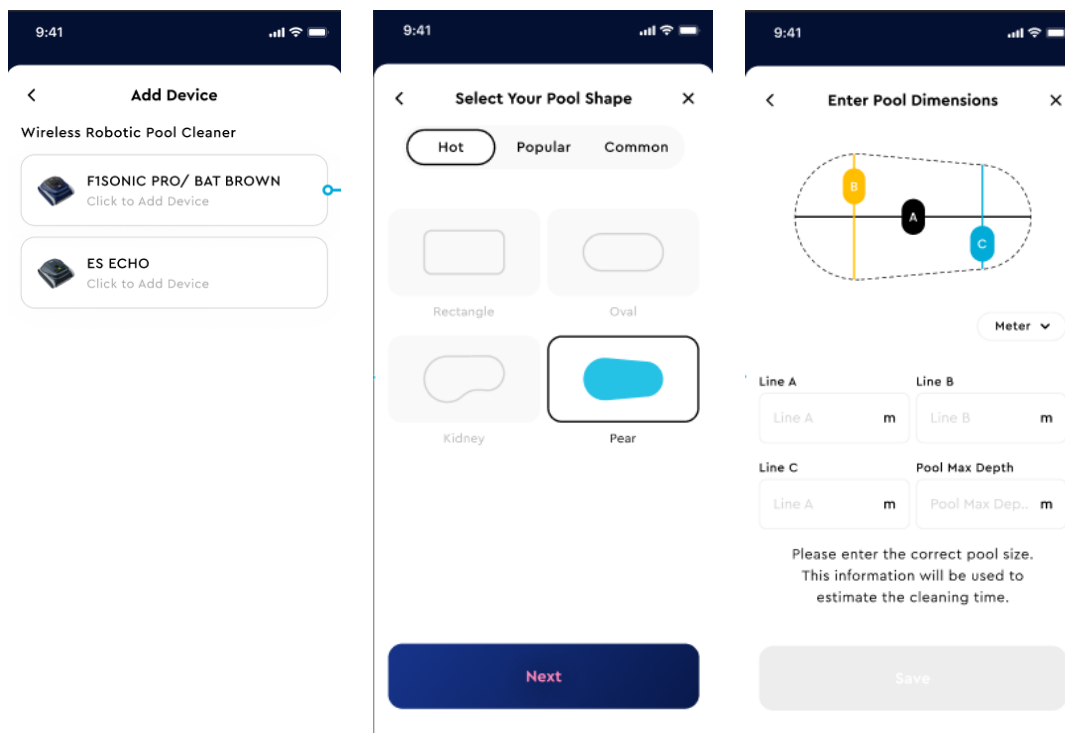 9:41
Add Device
Wireless Robotic Pool Cleaner
F1SONIC PRO/ BAT BROWN
Click to Add Device
ES ECHO
Click to Add Device
9:41
Select Your Pool Shape
Hot Popular Common
Rectangle Oval
Kidney Pear
Next
9:41
Enter Pool Dimensions
B
A
C
Meter
Line A Line B
Line A m Line B m
Line C Pool Max Depth
Line A m Pool Max Dep.. m
Please enter the correct pool size.
This information will be used to
estimate the cleaning time.
Save